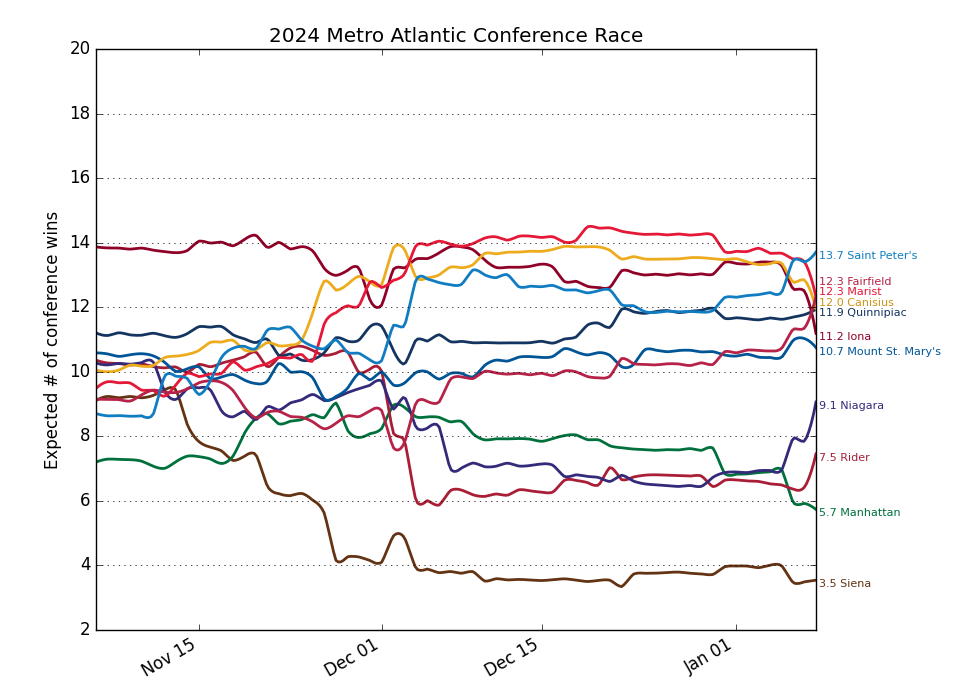 2024 Metro Atlantic Conference Race
Expected # of conference wins
20
18
16
14
12
10
8
6
4
2
13.7 Saint Peter's
12.3 Fairfield
12.3 Marist
12.0 Canisius
11.9 Quinnipiac
11.2 Iona
10.7 Mount St. Mary's
9.1 Niagara
7.5 Rider
5.7 Manhattan
3.5 Siena
Nov 15
Dec 01
Dec 15
Jan 01